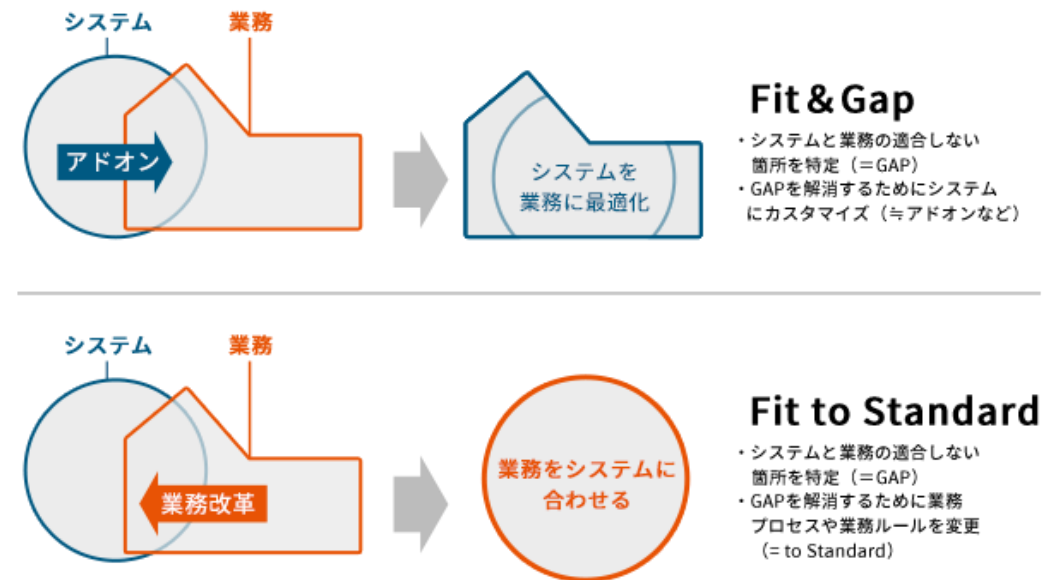 システム
業務
アドオン
システムを
業務に最適化
Fit & Gap
・システムと業務の適合しない
箇所を特定（＝GAP）
・GAPを解消するためにシステム
にカスタマイズ（≒アドオンなど）
システム
業務
業務改革
業務をシステムに
合わせる
Fit to Standard
・システムと業務の適合しない
箇所を特定（＝GAP）
・GAPを解消するために業務
プロセスや業務ルールを変更
（= to Standard）